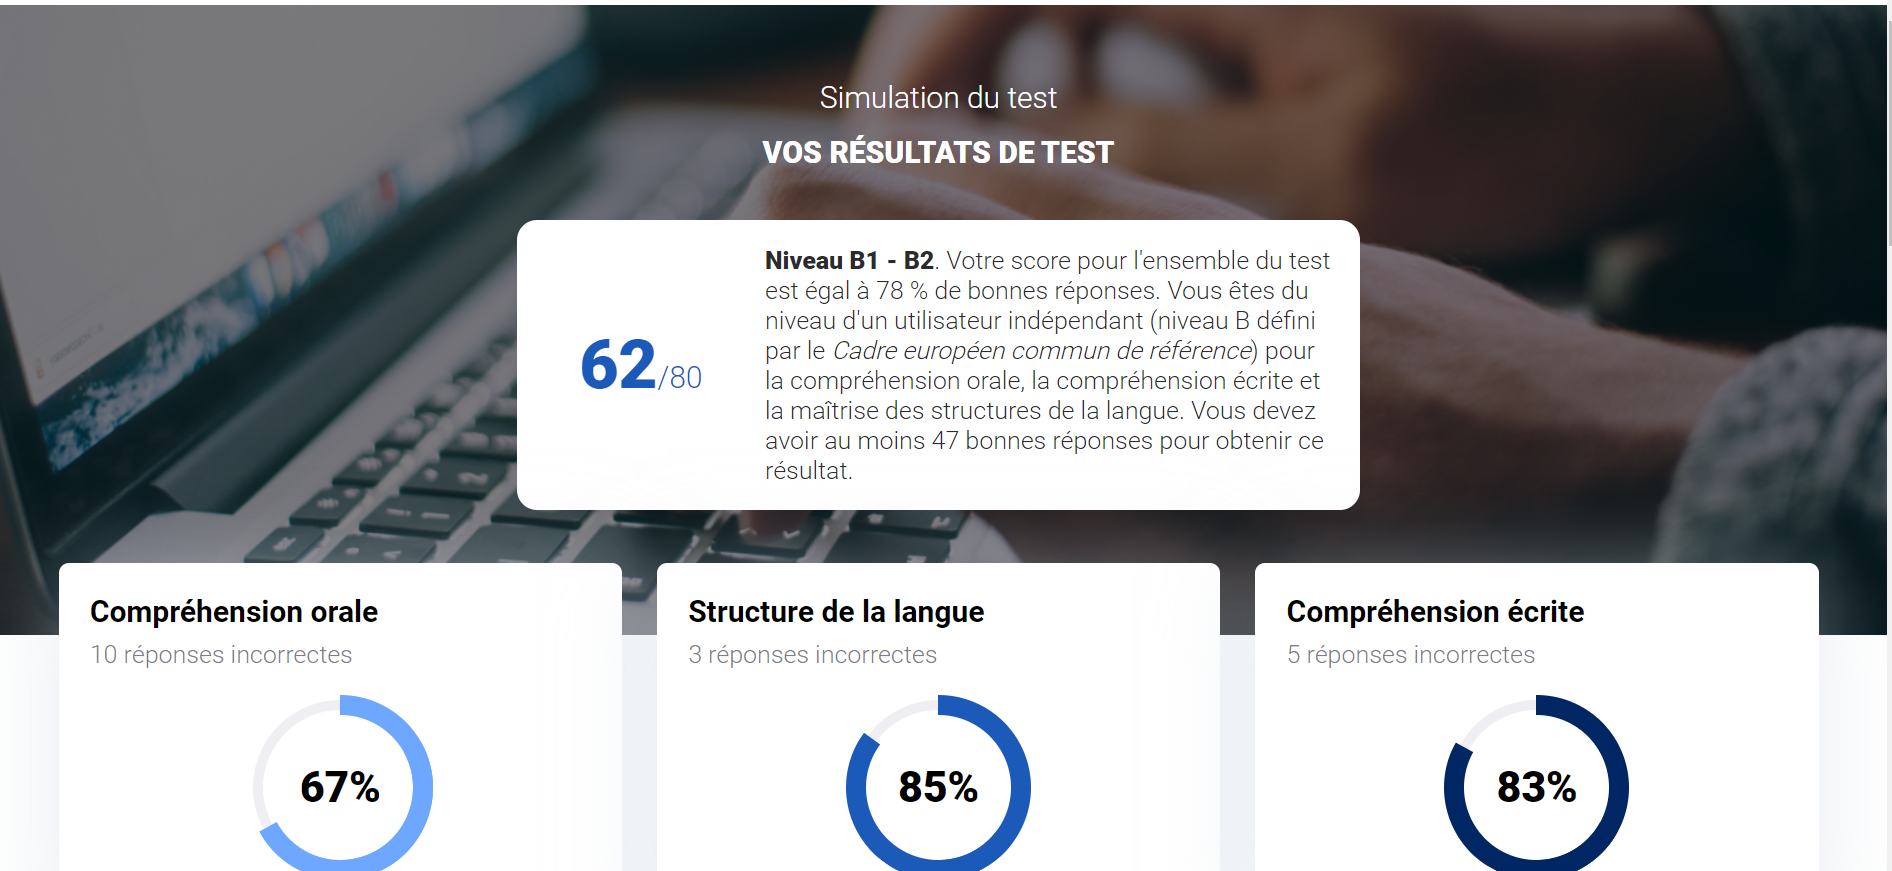 Simulation du test
VOS RÉSULTATS DE TEST
62/80
Niveau B1 - B2. Votre score pour l'ensemble du test
est égal à 78 % de bonnes réponses. Vous êtes du
niveau d'un utilisateur indépendant (niveau B défini
par le Cadre européen commun de référence) pour
la compréhension orale, la compréhension écrite et
la maîtrise des structures de la langue. Vous devez
avoir au moins 47 bonnes réponses pour obtenir ce
résultat.
Compréhension orale
10 réponses incorrectes
67%
Structure de la langue
3 réponses incorrectes
85%
Compréhension écrite
5 réponses incorrectes
83%